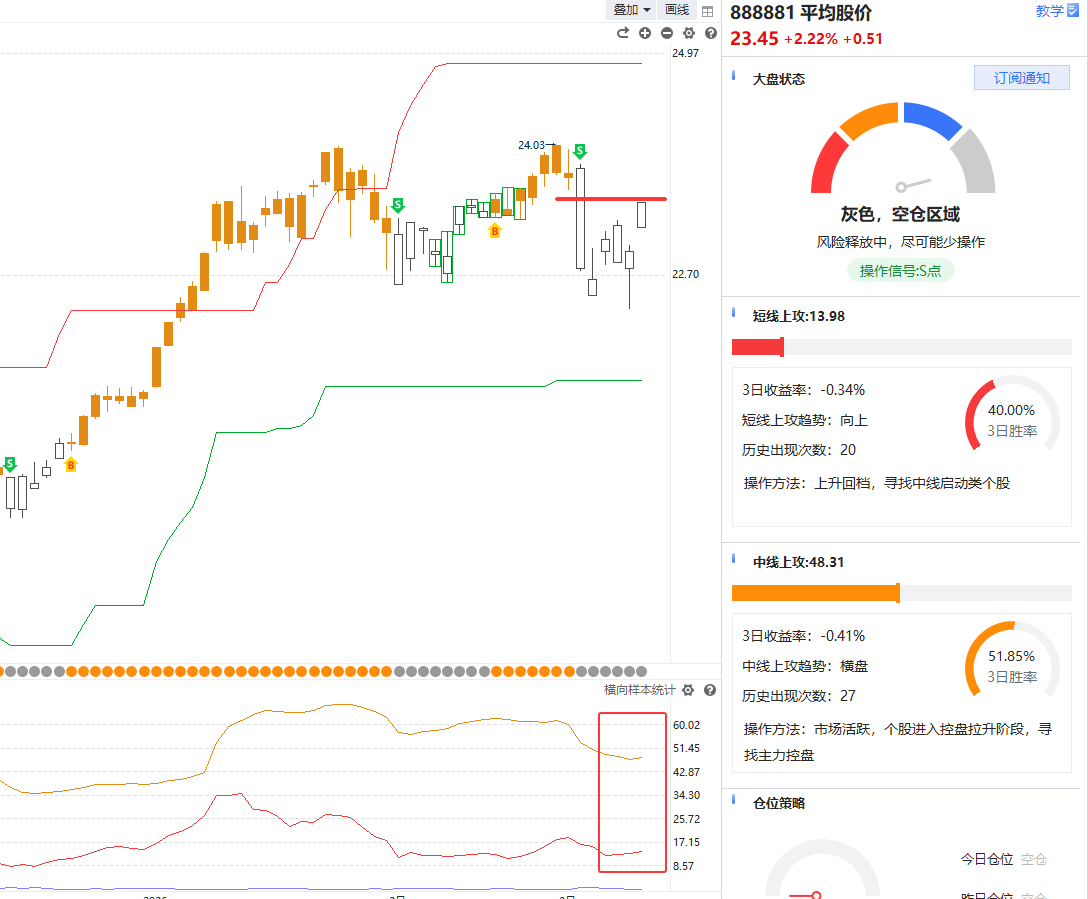 叠加 画线
888881 平均股价
教学
23.45 +2.22% +0.51
24.97
大盘状态
订阅通知
24.03
S
S
B
灰色，空仓区域
风险释放中，尽可能少操作
操作信号:S点
22.70
短线上攻:13.98
3日收益率： -0.34%
短线上攻趋势：向上
历史出现次数： 20
40.00%
3日胜率
操作方法：上升回档，寻找中线启动类个股
S
B
中线上攻:48.31
3日收益率： -0.41%
中线上攻趋势：横盘
历史出现次数： 27
51.85%
3日胜率
操作方法：市场活跃，个股进入控盘拉升阶段，寻
找主力控盘
横向样本统计
60.02
51.45
42.87
34.30
25.72
17.15
8.57
仓位策略
今日仓位 空仓
昨日仓位 空仓